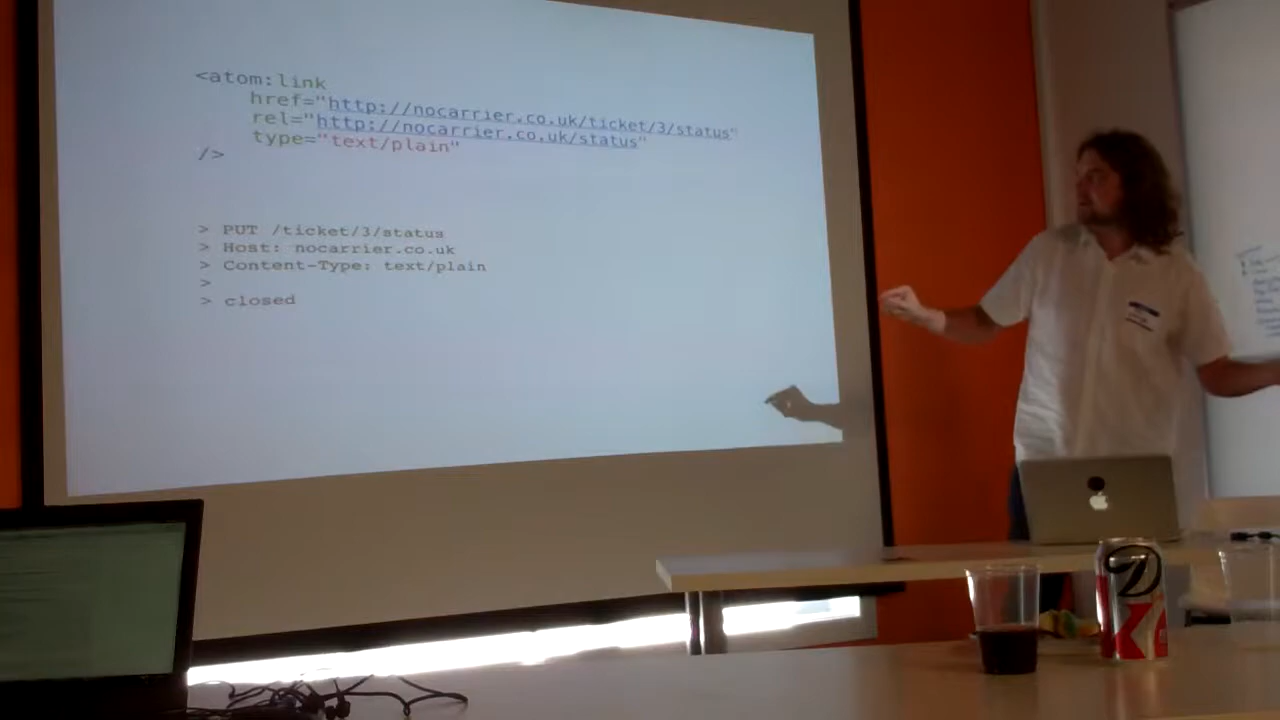 <atom:link
href="http://nocarrier.co.uk/ticket/3/status"
rel="http://nocarrier.co.uk/status"
type="text/plain"
/>
> PUT /ticket/3/status
> Host: nocarrier.co.uk
> Content-Type: text/plain
>
> closed